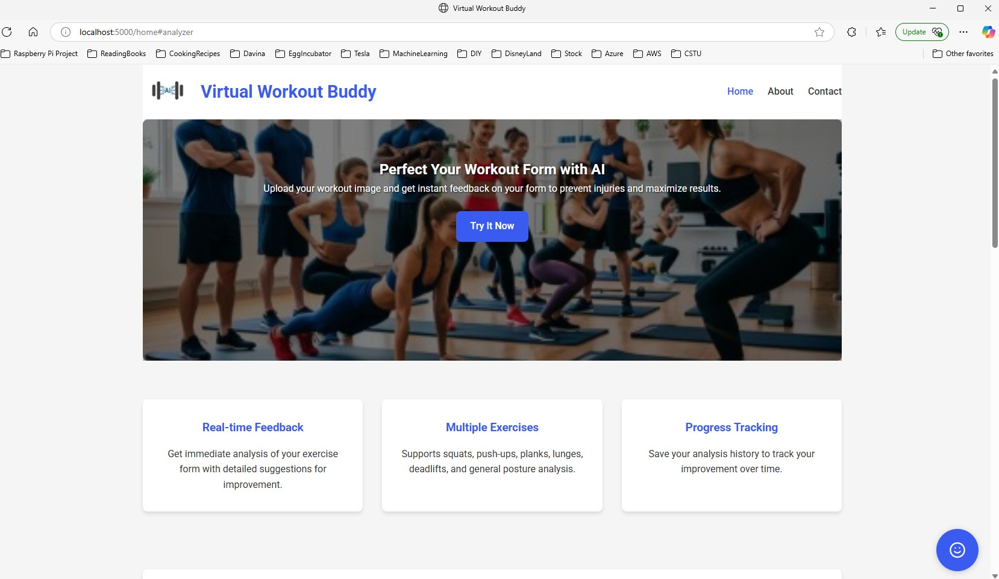 Virtual Workout Buddy
localhost:5000/home#analyzer
Update
Raspberry Pi Project ReadingBooks CookingRecipes Davina EggIncubator Tesla MachineLearning DIY DisneyLand Stock Azure AWS CSTU Other favorites
AI Virtual Workout Buddy Home About Contact
Perfect Your Workout Form with AI
Upload your workout image and get instant feedback on your form to prevent injuries and maximize results.
Try It Now
Real-time Feedback
Get immediate analysis of your exercise
form with detailed suggestions for
improvement.
Multiple Exercises
Supports squats, push-ups, planks, lunges,
deadlifts, and general posture analysis.
Progress Tracking
Save your analysis history to track your
improvement over time.